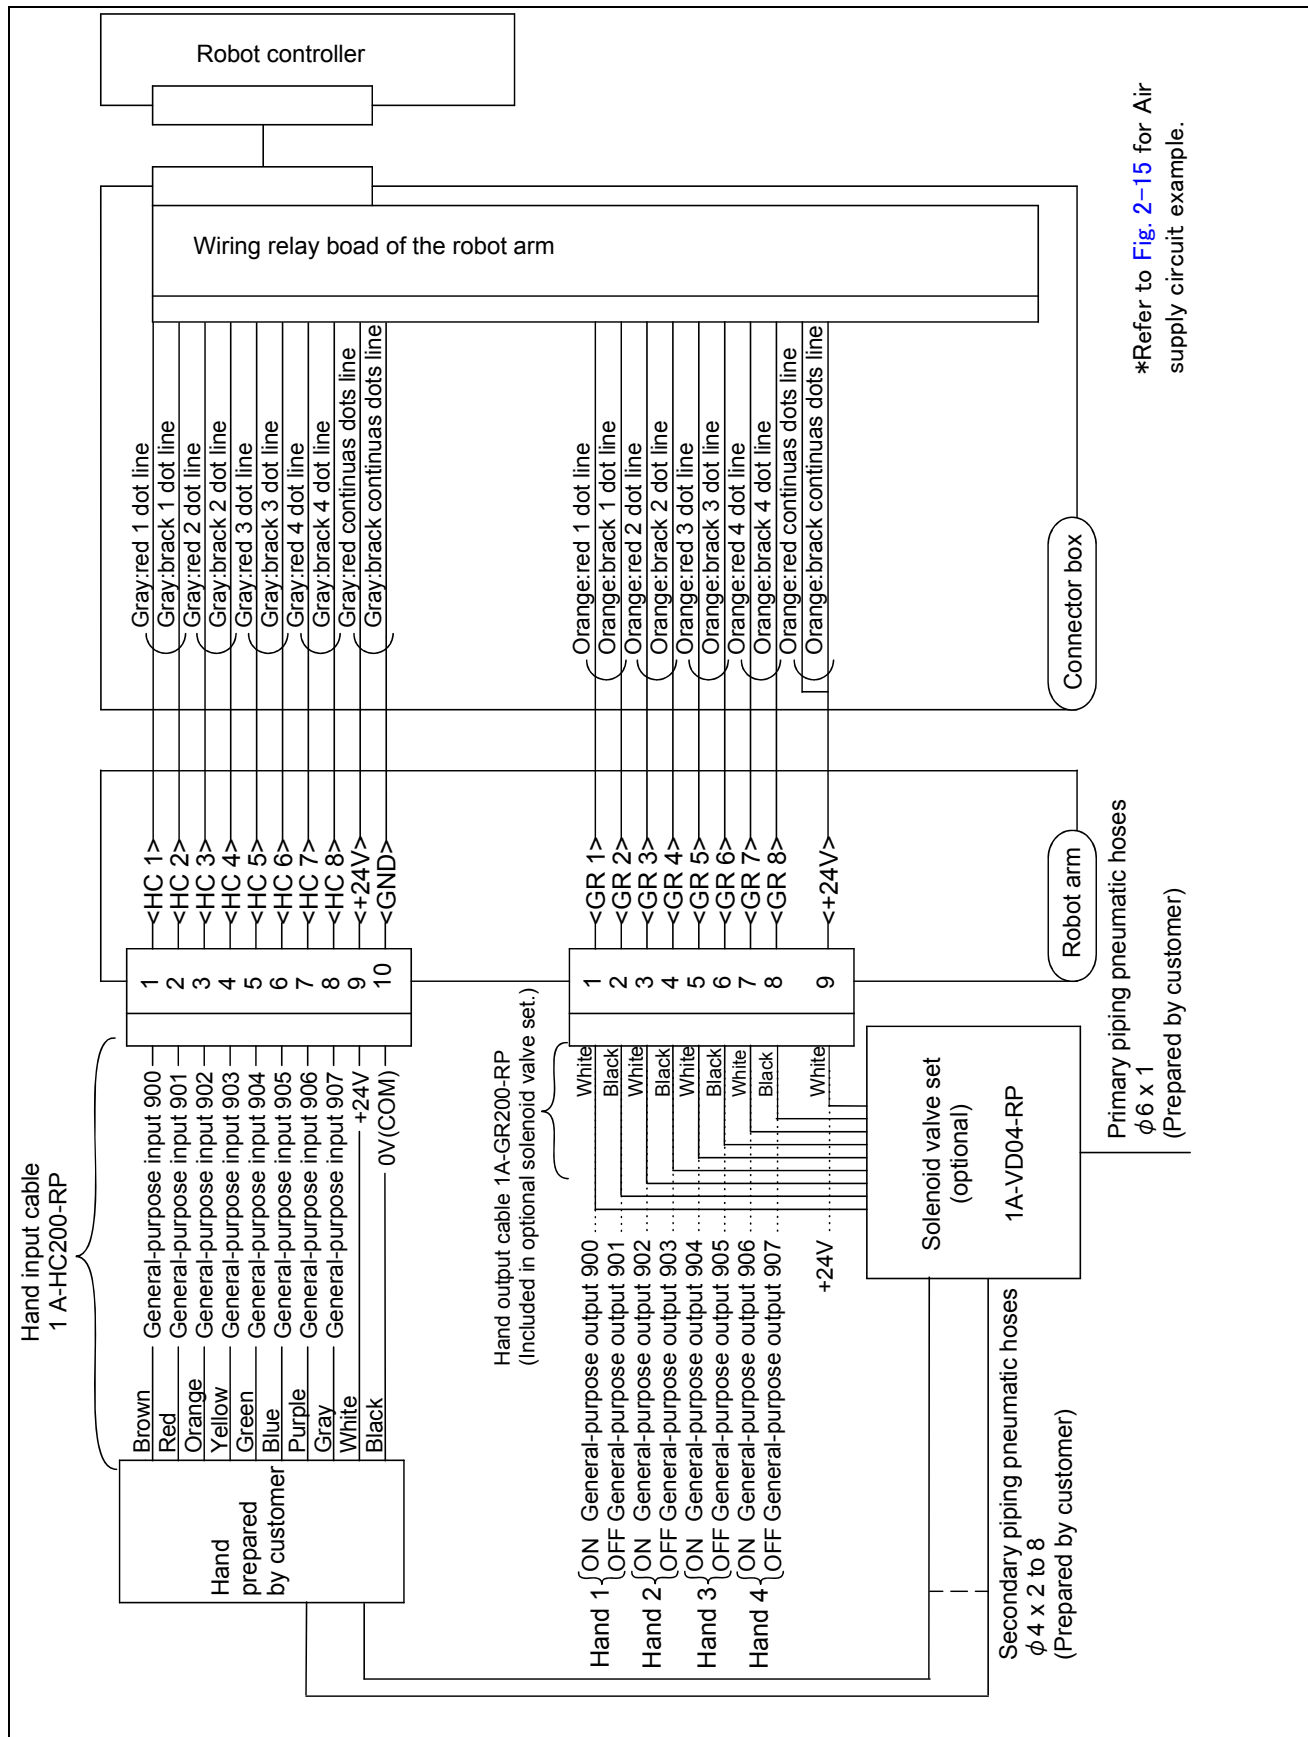 Robot controller
Wiring relay boad of the robot arm
*Refer to Fig. 2-15 for Air
supply circuit example.
Gray:red 1 dot line
Gray:brack 1 dot line
Gray:red 2 dot line
Gray:brack 2 dot line
Gray:red 3 dot line
Gray:brack 3 dot line
Gray:red 4 dot line
Gray:brack 4 dot line
Gray:red continuas dots line
Gray:brack continuas dots line
Orange:red 1 dot line
Orange:brack 1 dot line
Orange:red 2 dot line
Orange:brack 2 dot line
Orange:red 3 dot line
Orange:brack 3 dot line
Orange:red 4 dot line
Orange:brack 4 dot line
Orange:red continuas dots line
Orange:brack continuas dots line
Connector box
<HC 1>
<HC 2>
<HC 3>
<HC 4>
<HC 5>
<HC 6>
<HC 7>
<HC 8>
<+24V>
<GND>
<GR 1>
<GR 2>
<GR 3>
<GR 4>
<GR 5>
<GR 6>
<GR 7>
<GR 8>
<+24V>
Robot arm
1
2
3
4
5
6
7
8
9
10
1
2
3
4
5
6
7
8
9
Hand input cable
1 A-HC200-RP
General-purpose input 900
General-purpose input 901
General-purpose input 902
General-purpose input 903
General-purpose input 904
General-purpose input 905
General-purpose input 906
General-purpose input 907
+24V
0V(COM)
Brown
Red
Orange
Yellow
Green
Blue
Purple
Gray
White
Black
Hand
prepared
by customer
Hand output cable 1A-GR200-RP
(Included in optional solenoid valve set.)
White
Black
White
Black
White
Black
White
Black
White
Hand 1
ON General-purpose output 900
OFF General-purpose output 901
Hand 2
ON General-purpose output 902
OFF General-purpose output 903
Hand 3
ON General-purpose output 904
OFF General-purpose output 905
Hand 4
ON General-purpose output 906
OFF General-purpose output 907
+24V
Solenoid valve set
(optional)
1A-VD04-RP
Primary piping pneumatic hoses
ϕ6 x 1
(Prepared by customer)
Secondary piping pneumatic hoses
ϕ4 x 2 to 8
(Prepared by customer)